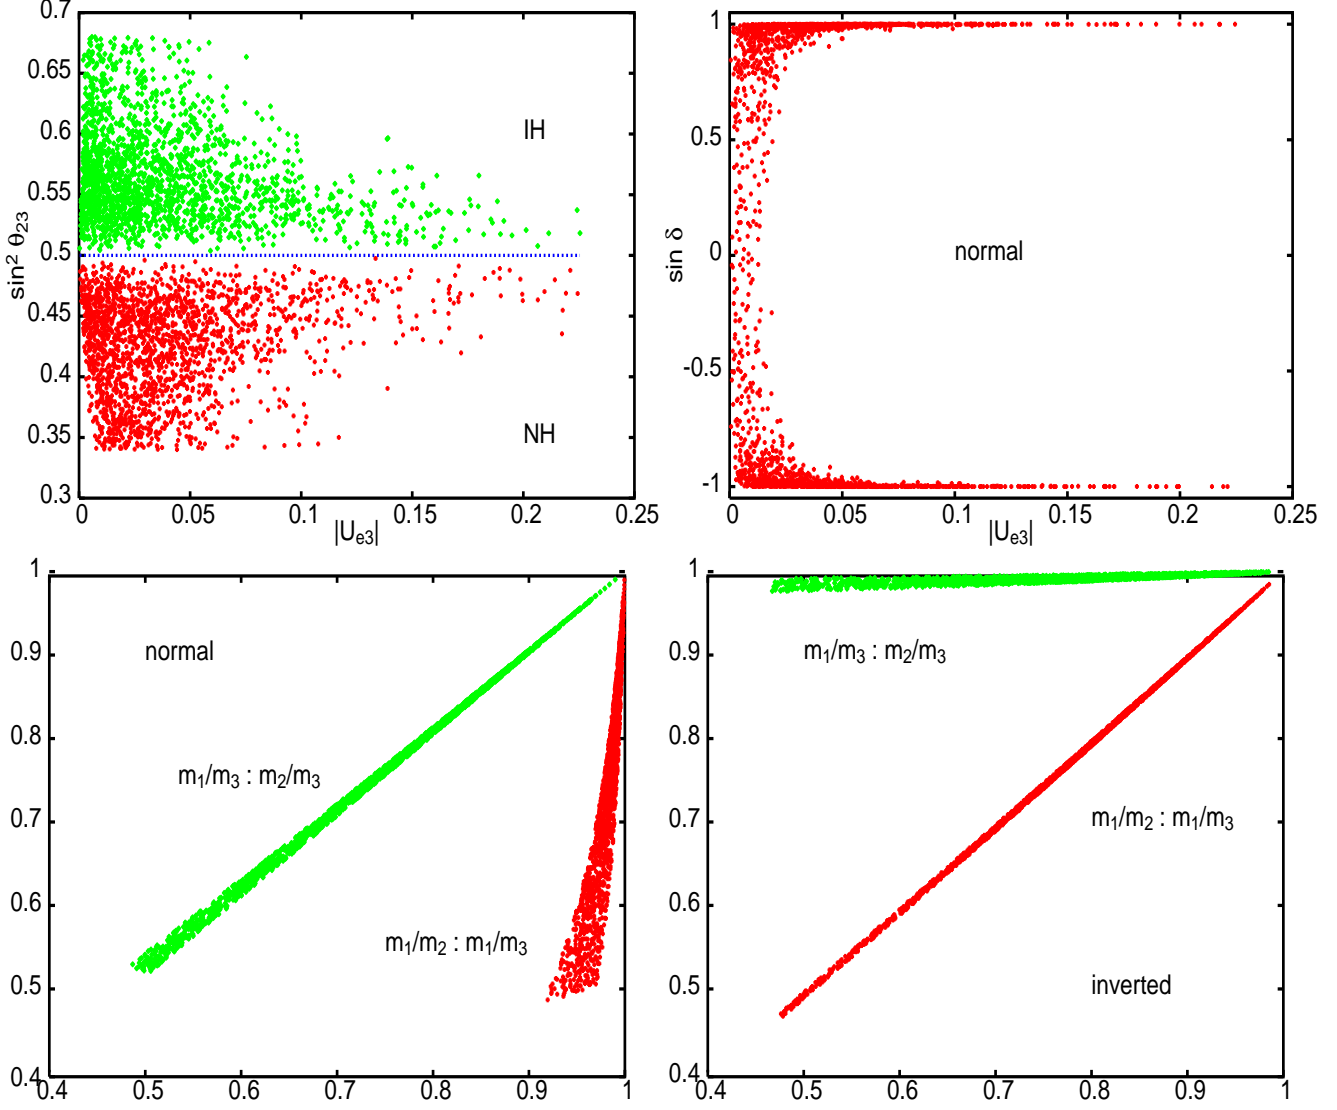 0.7
0.65
0.6
0.55
0.5
0.45
0.4
0.35
0.3
sin² θ₂₃
IH
NH
0 0.05 0.1 0.15 0.2 0.25
|Uₑ₃|
1
0.5
0
-0.5
-1
sin δ
normal
0 0.05 0.1 0.15 0.2 0.25
|Uₑ₃|
1
0.9
0.8
0.7
0.6
0.5
0.4
normal
m₁/m₃ : m₂/m₃
m₁/m₂ : m₁/m₃
0.4 0.5 0.6 0.7 0.8 0.9 1
1
0.9
0.8
0.7
0.6
0.5
0.4
m₁/m₃ : m₂/m₃
m₁/m₂ : m₁/m₃
inverted
0.4 0.5 0.6 0.7 0.8 0.9 1